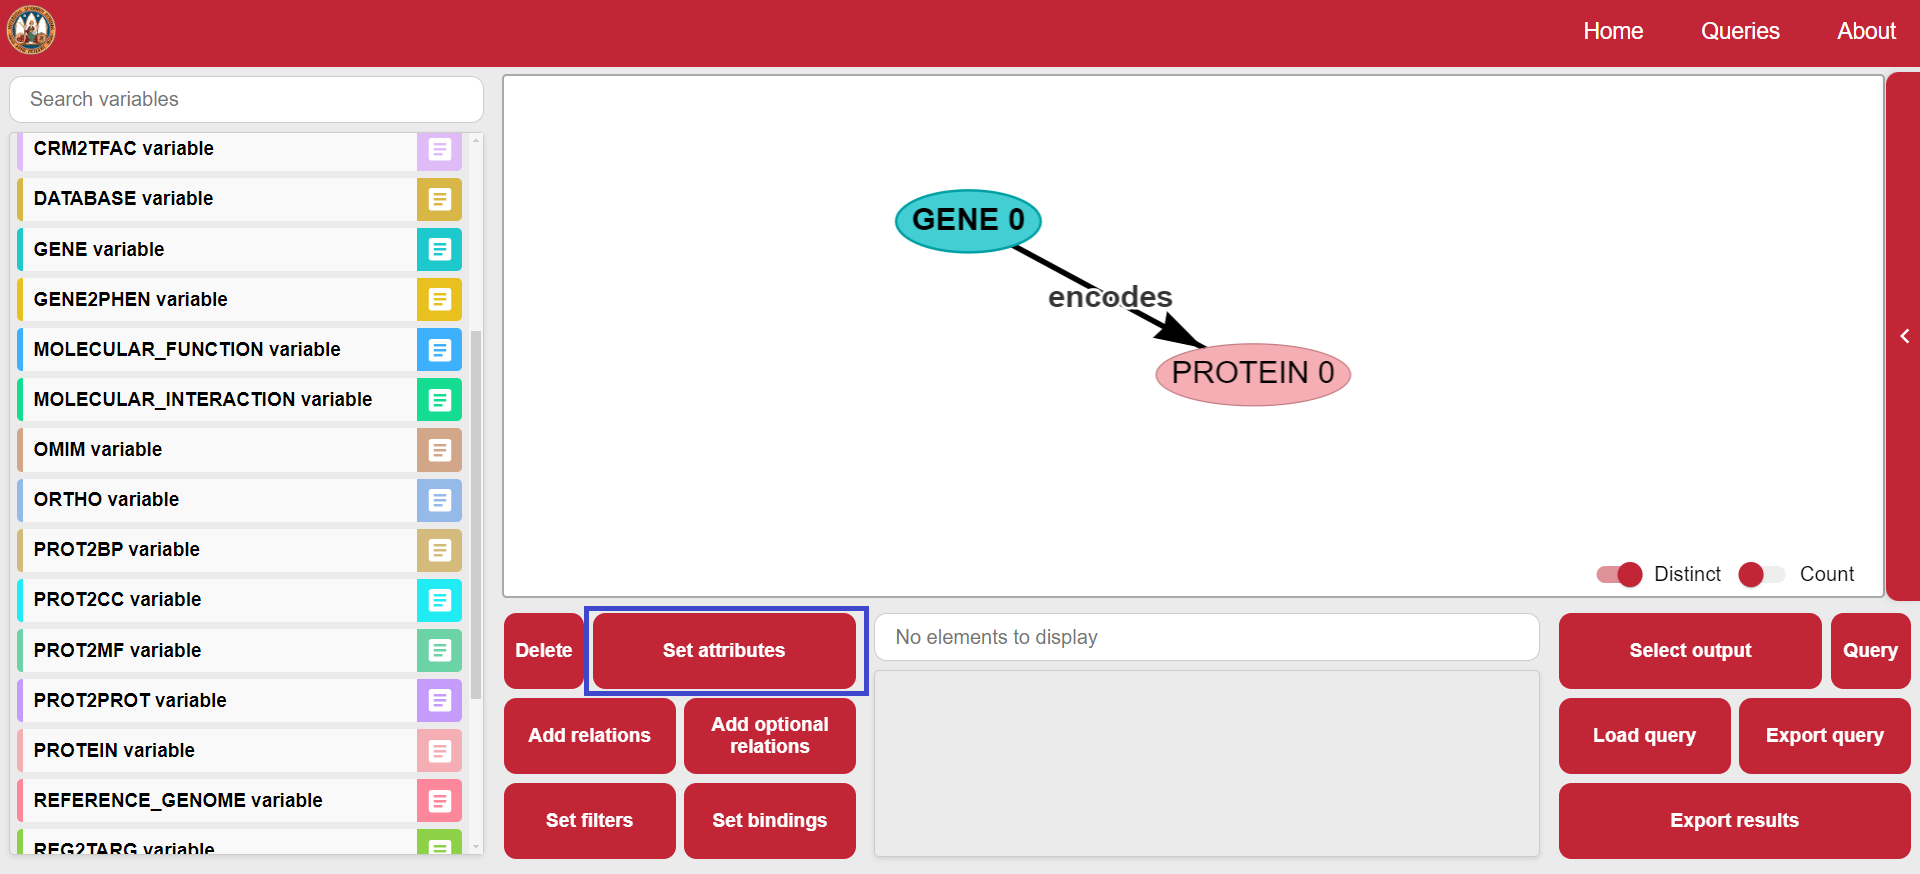 Home
Queries
About
Search variables
CRM2TFAC variable
DATABASE variable
GENE variable
GENE2PHEN variable
MOLECULAR_FUNCTION variable
MOLECULAR_INTERACTION variable
OMIM variable
ORTHO variable
PROT2BP variable
PROT2CC variable
PROT2MF variable
PROT2PROT variable
PROTEIN variable
REFERENCE_GENOME variable
REG2TARG variable
GENE 0
encodes
PROTEIN 0
Distinct
Count
Delete
Set attributes
Add relations
Add optional
relations
Set filters
Set bindings
No elements to display
Select output
Query
Load query
Export query
Export results